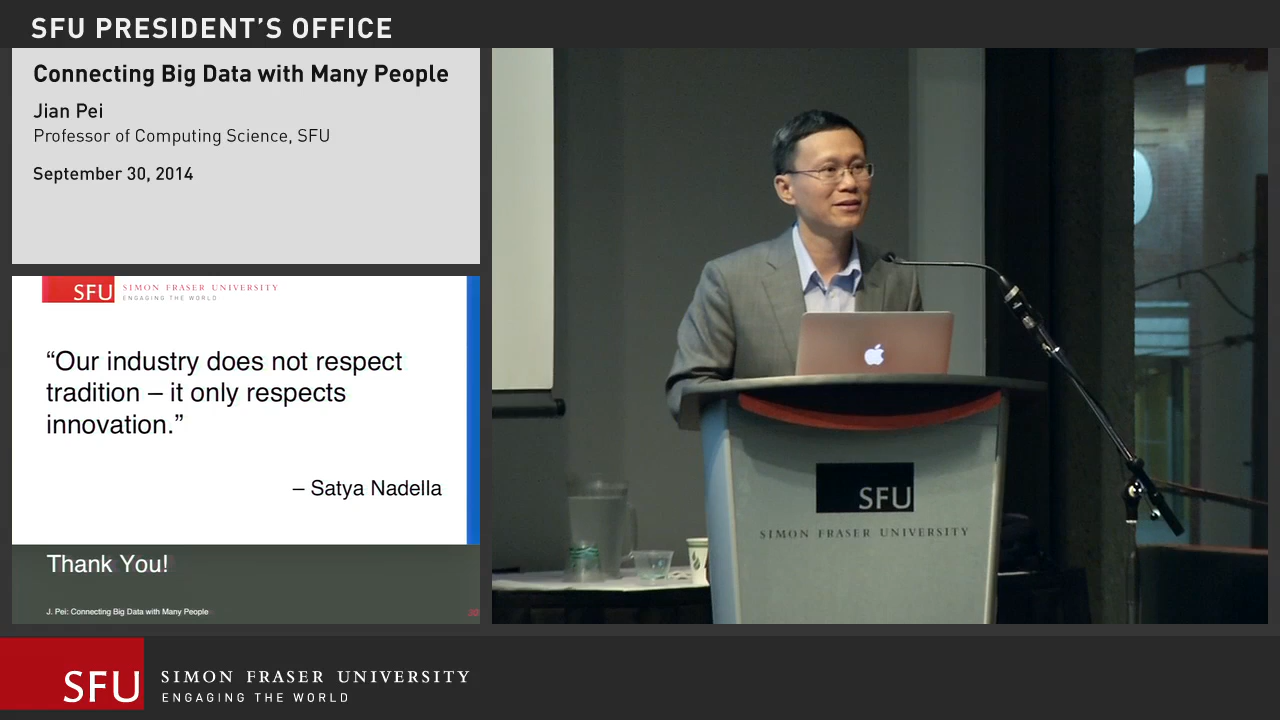 SFU PRESIDENT'S OFFICE
Connecting Big Data with Many People
Jian Pei
Professor of Computing Science, SFU
September 30, 2014
SFU SIMON FRASER UNIVERSITY
ENGAGING THE WORLD
“Our industry does not respect
tradition – it only respects
innovation.”
– Satya Nadella
Thank You!
J. Pei: Connecting Big Data with Many People
SFU
SIMON FRASER UNIVERSITY
SFU SIMON FRASER UNIVERSITY
ENGAGING THE WORLD